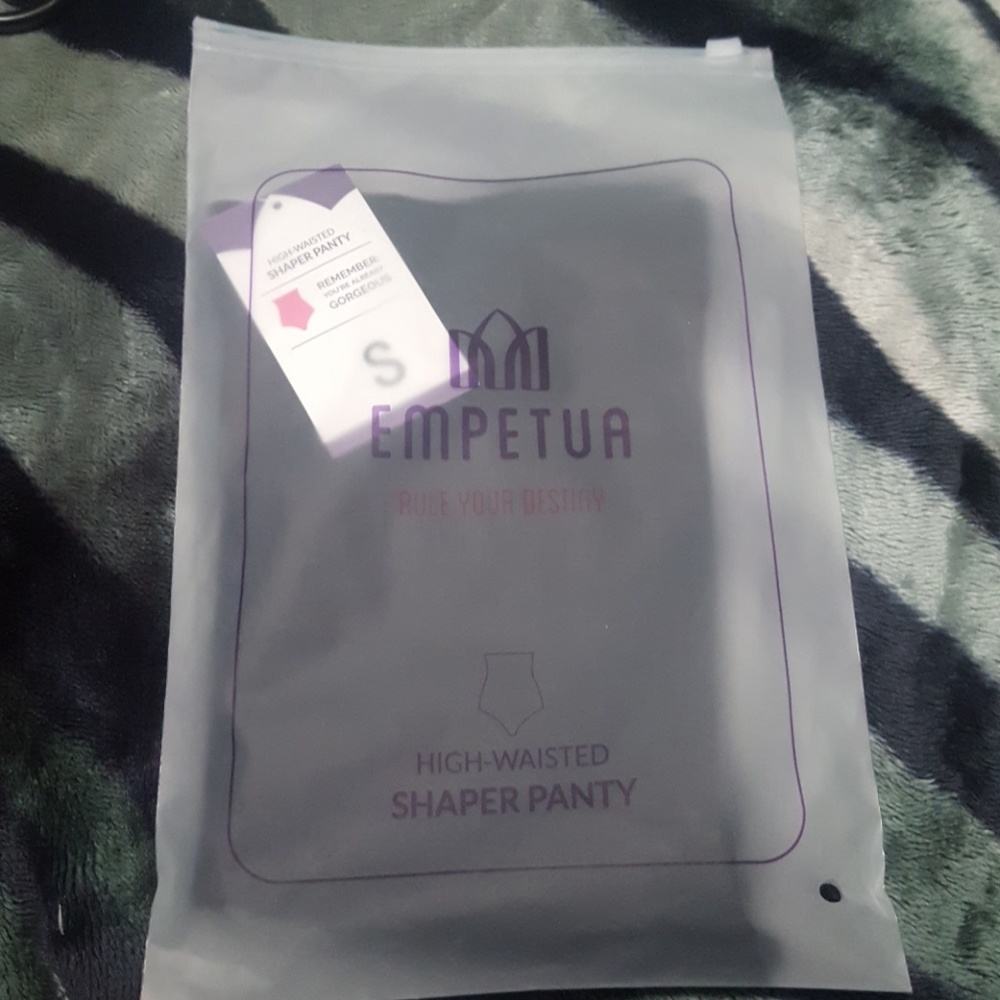 HIGH-WAISTED
SHAPER PANTY
REMEMBER:
YOU'RE ALREADY
GORGEOUS
S
EMPETUA
RULE YOUR DESTINY
HIGH-WAISTED
SHAPER PANTY